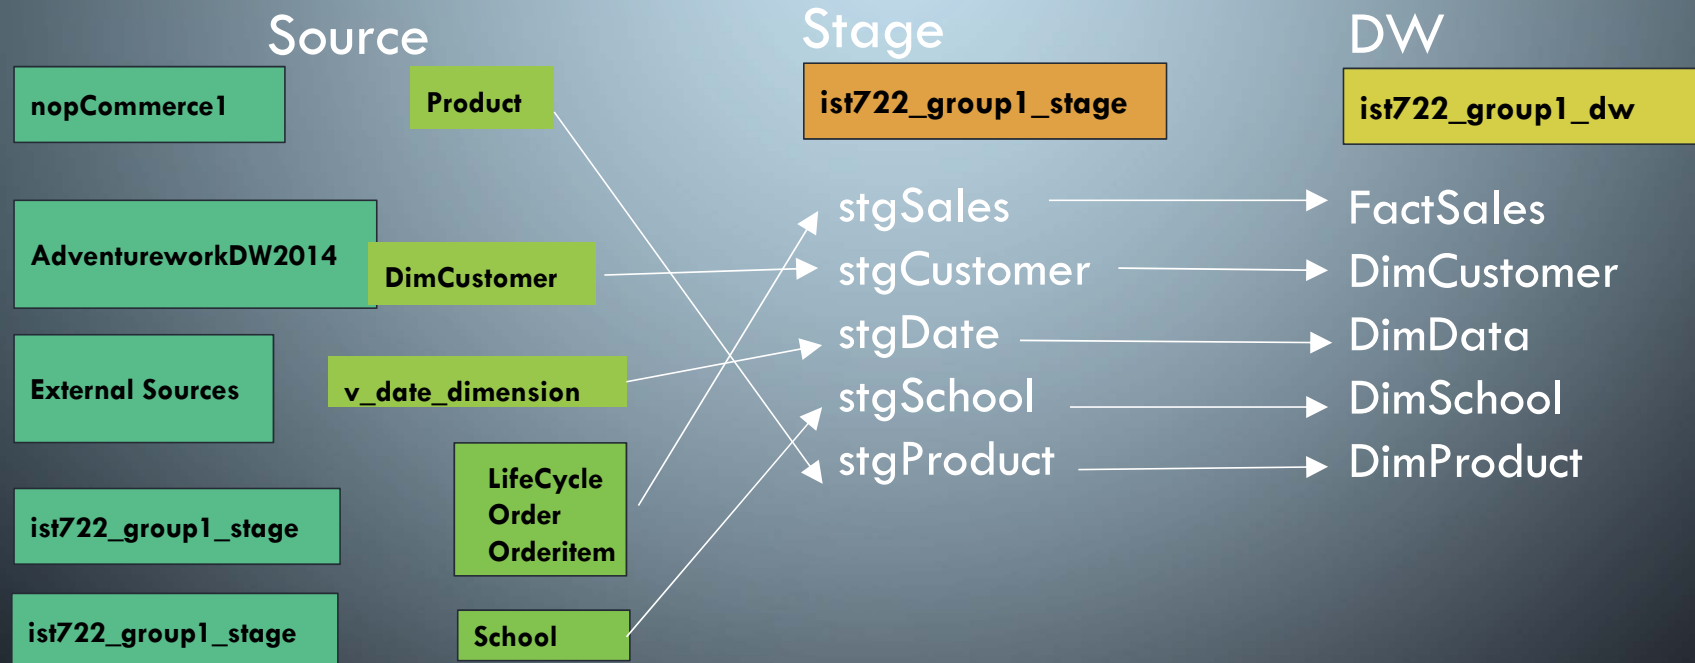 Source
Stage
DW
nopCommerce1
Product
ist722_group1_stage
ist722_group1_dw
AdventureworkDW2014
DimCustomer
External Sources
v_date_dimension
ist722_group1_stage
LifeCycle
Order
Orderitem
ist722_group1_stage
School
stgSales
FactSales
stgCustomer
DimCustomer
stgDate
DimData
stgSchool
DimSchool
stgProduct
DimProduct